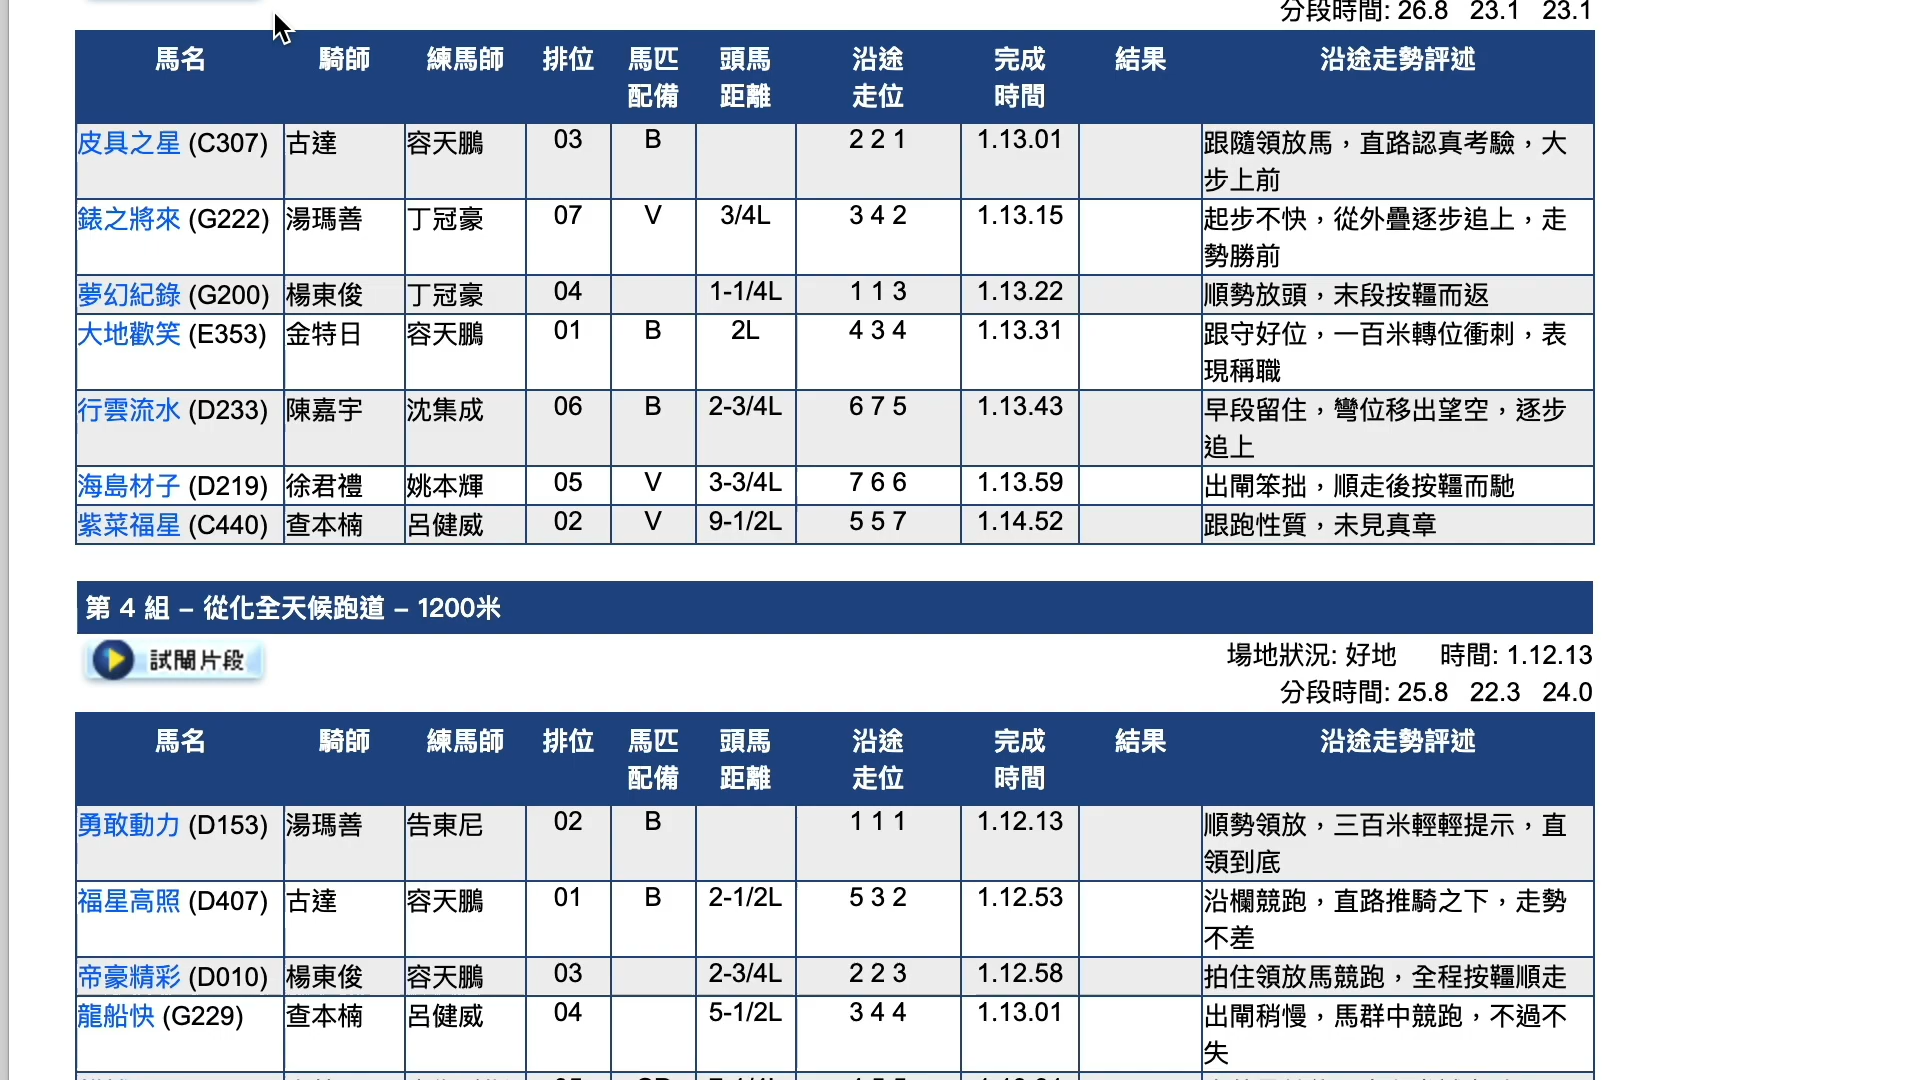 分段時間: 26.8 23.1 23.1
馬名 騎師 練馬師 排位 馬匹配備 頭馬距離 沿途走位 完成時間 結果 沿途走勢評述
皮具之星 (C307) 古達 容天鵬 03 B 2 2 1 1.13.01 跟隨領放馬，直路認真考驗，大
步上前
錶之將來 (G222) 湯瑪善 丁冠豪 07 V 3/4L 3 4 2 1.13.15 起步不快，從外疊逐步追上，走
勢勝前
夢幻紀錄 (G200) 楊東俊 丁冠豪 04 1-1/4L 1 1 3 1.13.22 順勢放頭，末段按韁而返
大地歡笑 (E353) 金特日 容天鵬 01 B 2L 4 3 4 1.13.31 跟守好位，一百米轉位衝刺，表
現稱職
行雲流水 (D233) 陳嘉宇 沈集成 06 B 2-3/4L 6 7 5 1.13.43 早段留住，彎位移出望空，逐步
追上
海島材子 (D219) 徐君禮 姚本輝 05 V 3-3/4L 7 6 6 1.13.59 出閘笨拙，順走後按韁而馳
紫菜福星 (C440) 查本楠 呂健威 02 V 9-1/2L 5 5 7 1.14.52 跟跑性質，未見真章
第 4 組 – 從化全天候跑道 – 1200米
試閘片段
場地狀況: 好地 時間: 1.12.13
分段時間: 25.8 22.3 24.0
馬名 騎師 練馬師 排位 馬匹配備 頭馬距離 沿途走位 完成時間 結果 沿途走勢評述
勇敢動力 (D153) 湯瑪善 告東尼 02 B 1 1 1 1.12.13 順勢領放，三百米輕輕提示，直
領到底
福星高照 (D407) 古達 容天鵬 01 B 2-1/2L 5 3 2 1.12.53 沿欄競跑，直路推騎之下，走勢
不差
帝豪精彩 (D010) 楊東俊 容天鵬 03 2-3/4L 2 2 3 1.12.58 拍住領放馬競跑，全程按韁順走
龍船快 (G229) 查本楠 呂健威 04 5-1/2L 3 4 4 1.13.01 出閘稍慢，馬群中競跑，不過不
失